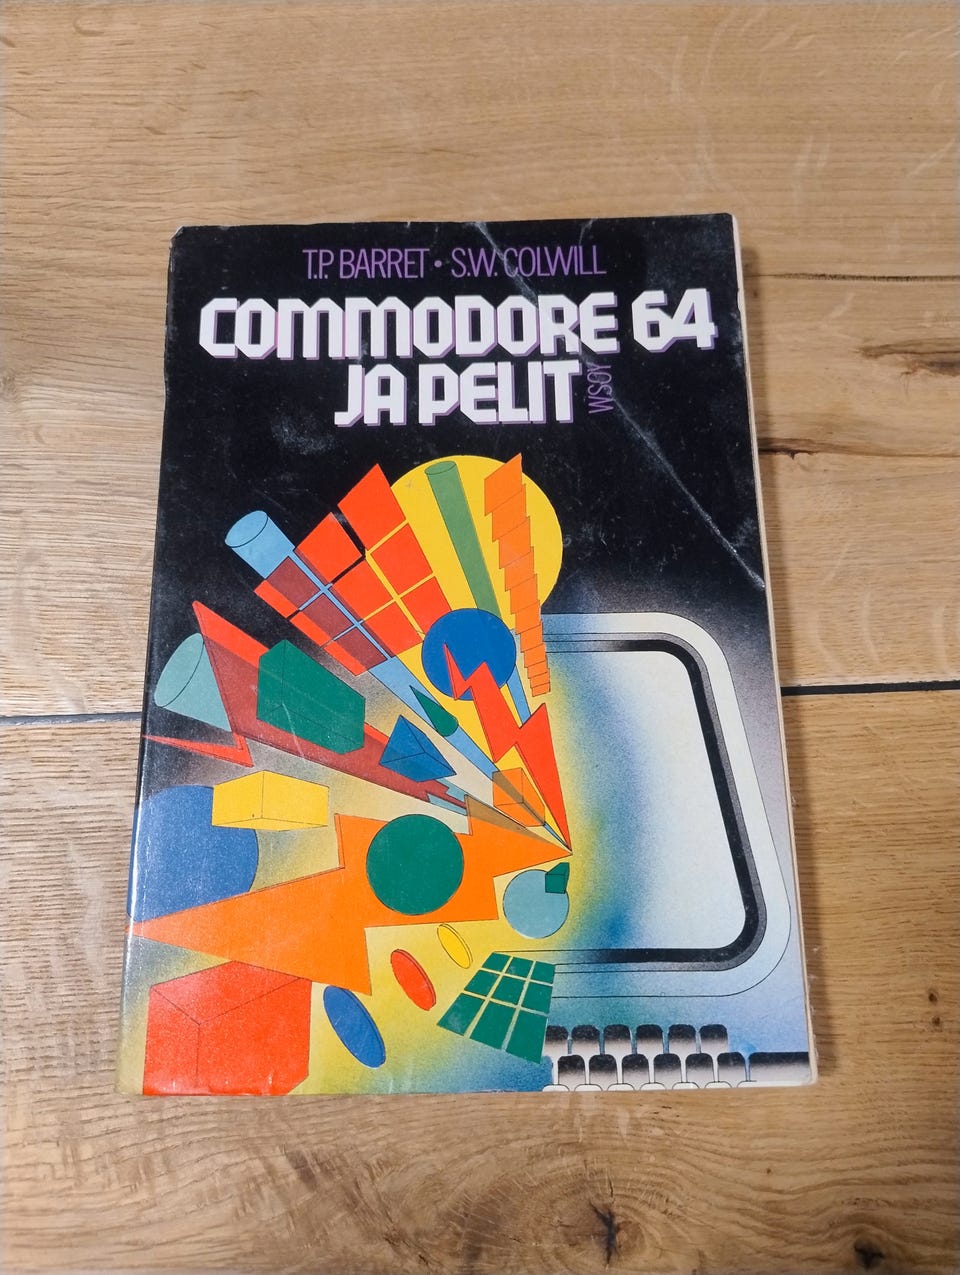 T.P. BARRET • S.W. COLWILL
COMMODORE 64
JA PELIT
WSOY